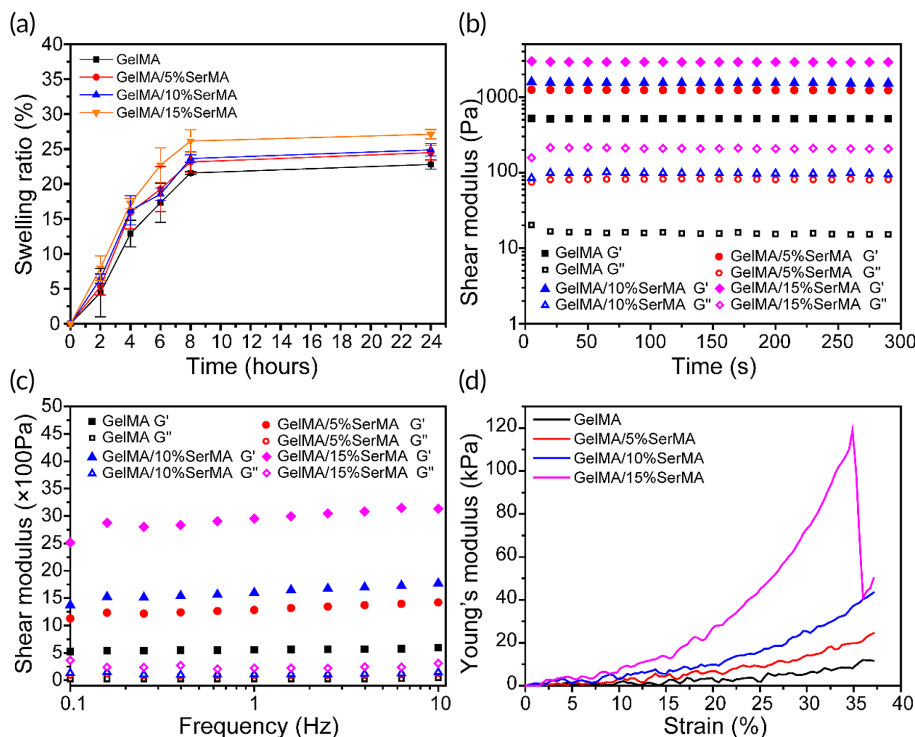 (a)
GelMA
GelMA/5%SerMA
GelMA/10%SerMA
GelMA/15%SerMA
Swelling ratio (%)
40
35
30
25
20
15
10
5
0
0 2 4 6 8 10 12 14 16 18 20 22 24
Time (hours)
(b)
Shear modulus (Pa)
1000
100
10
1
GelMA G' GelMA/5%SerMA G'
GelMA G" GelMA/5%SerMA G"
GelMA/10%SerMA G' GelMA/15%SerMA G'
GelMA/10%SerMA G" GelMA/15%SerMA G"
0 50 100 150 200 250 300
Time (s)
(c)
Shear modulus (×100Pa)
50
45
40
35
30
25
20
15
10
5
0
GelMA G' GelMA/5%SerMA G'
GelMA G" GelMA/5%SerMA G"
GelMA/10%SerMA G' GelMA/15%SerMA G'
GelMA/10%SerMA G" GelMA/15%SerMA G"
0.1 1 10
Frequency (Hz)
(d)
Young's modulus (kPa)
120
100
80
60
40
20
0
GelMA
GelMA/5%SerMA
GelMA/10%SerMA
GelMA/15%SerMA
0 5 10 15 20 25 30 35 40
Strain (%)